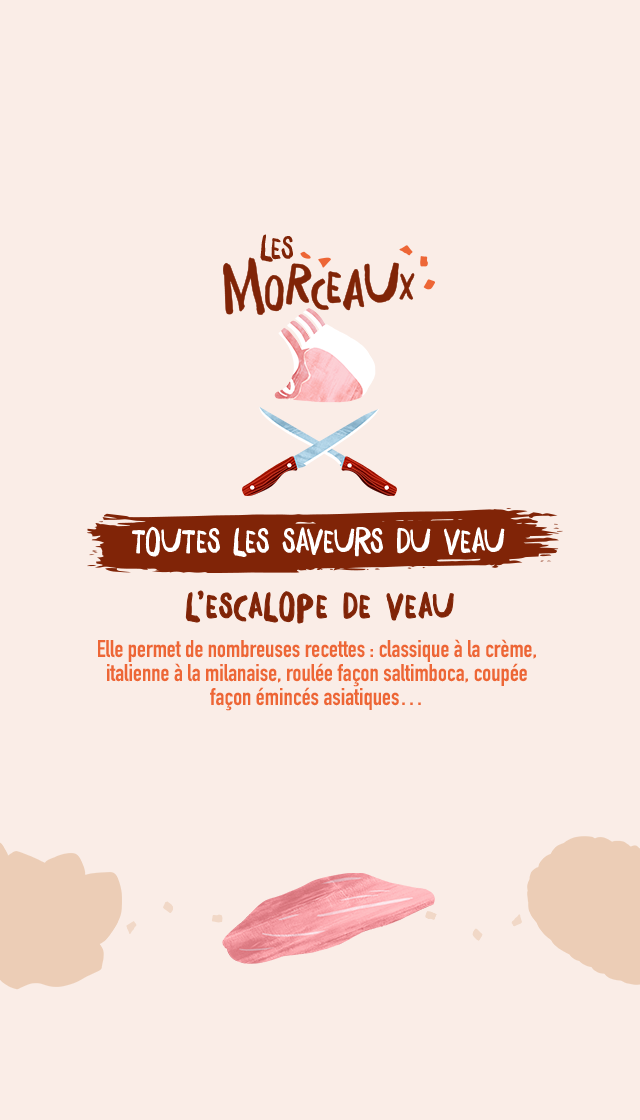 LES
MORCEAUX
TOUTES LES SAVEURS DU VEAU
L'ESCALOPE DE VEAU
Elle permet de nombreuses recettes : classique à la crème,
italienne à la milanaise, roulée façon saltimboca, coupée
façon émincés asiatiques...